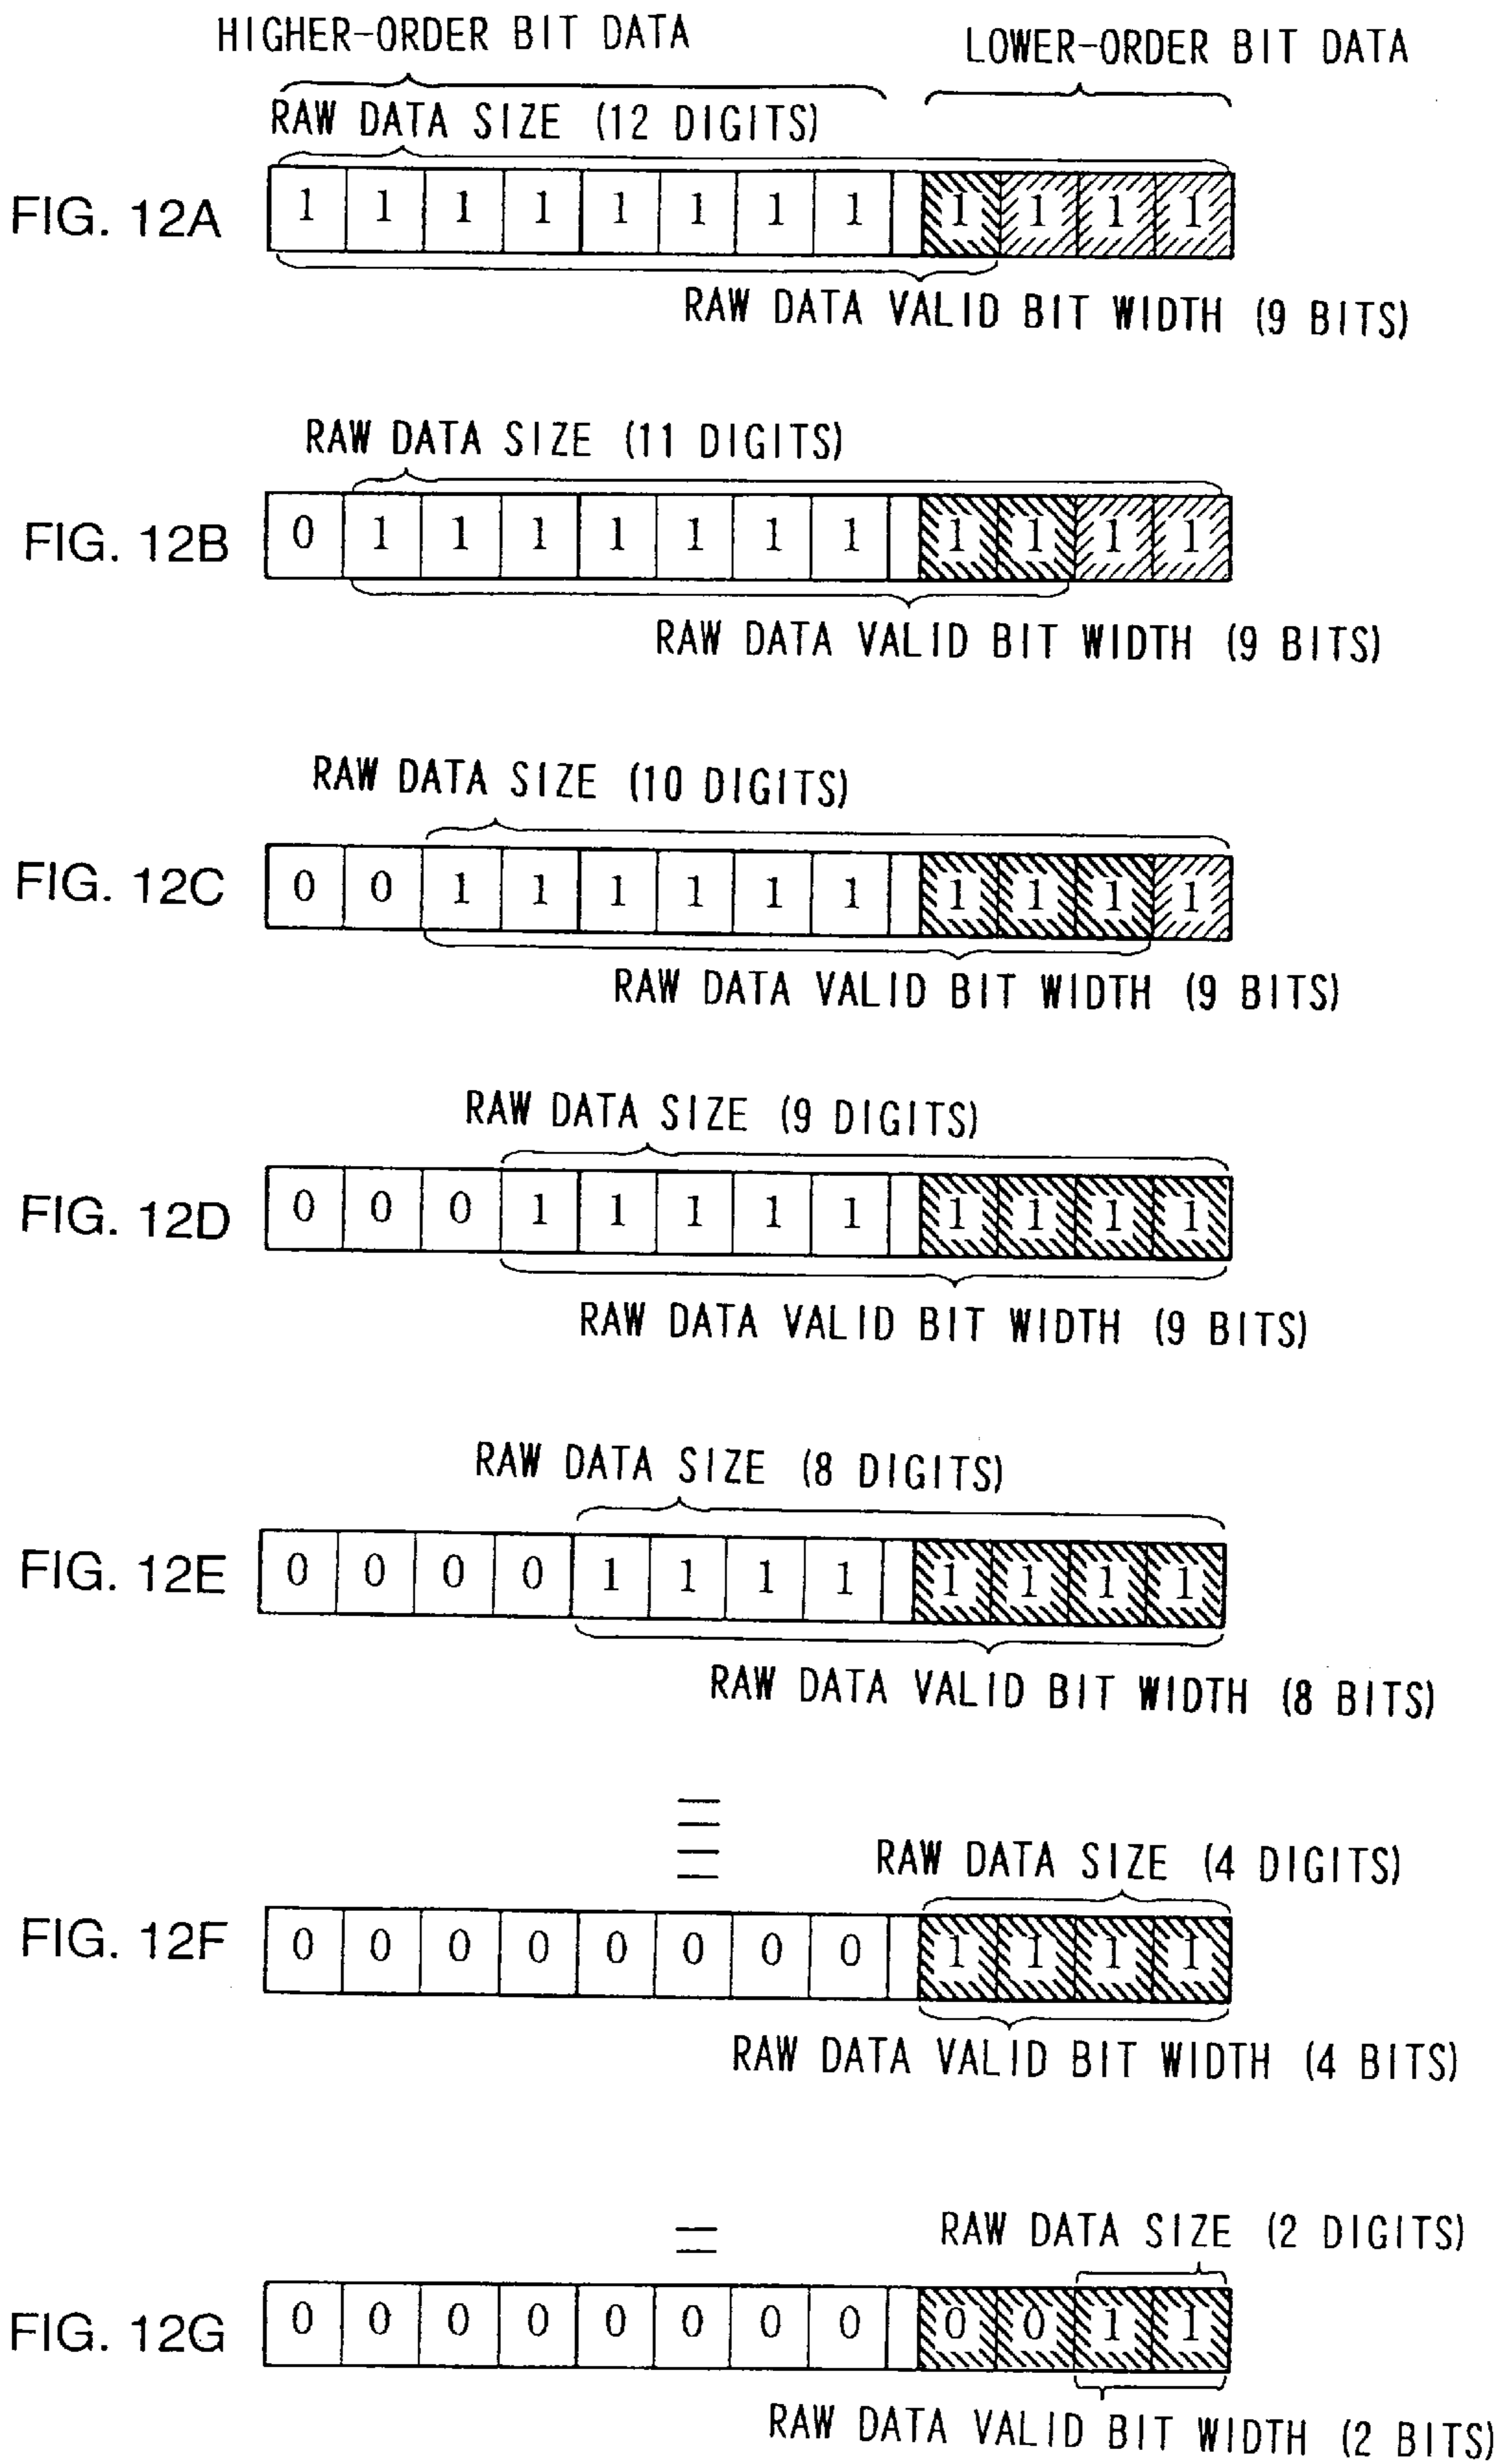 HIGHER-ORDER BIT DATA
LOWER-ORDER BIT DATA
RAW DATA SIZE (12 DIGITS)
FIG. 12A 1 1 1 1 1 1 1 1 1 1 1 1
RAW DATA VALID BIT WIDTH (9 BITS)
RAW DATA SIZE (11 DIGITS)
FIG. 12B 0 1 1 1 1 1 1 1 1 1 1 1
RAW DATA VALID BIT WIDTH (9 BITS)
RAW DATA SIZE (10 DIGITS)
FIG. 12C 0 0 1 1 1 1 1 1 1 1 1 1
RAW DATA VALID BIT WIDTH (9 BITS)
RAW DATA SIZE (9 DIGITS)
FIG. 12D 0 0 0 1 1 1 1 1 1 1 1 1
RAW DATA VALID BIT WIDTH (9 BITS)
RAW DATA SIZE (8 DIGITS)
FIG. 12E 0 0 0 0 1 1 1 1 1 1 1 1
RAW DATA VALID BIT WIDTH (8 BITS)
RAW DATA SIZE (4 DIGITS)
FIG. 12F 0 0 0 0 0 0 0 0 1 1 1 1
RAW DATA VALID BIT WIDTH (4 BITS)
RAW DATA SIZE (2 DIGITS)
FIG. 12G 0 0 0 0 0 0 0 0 0 0 1 1
RAW DATA VALID BIT WIDTH (2 BITS)